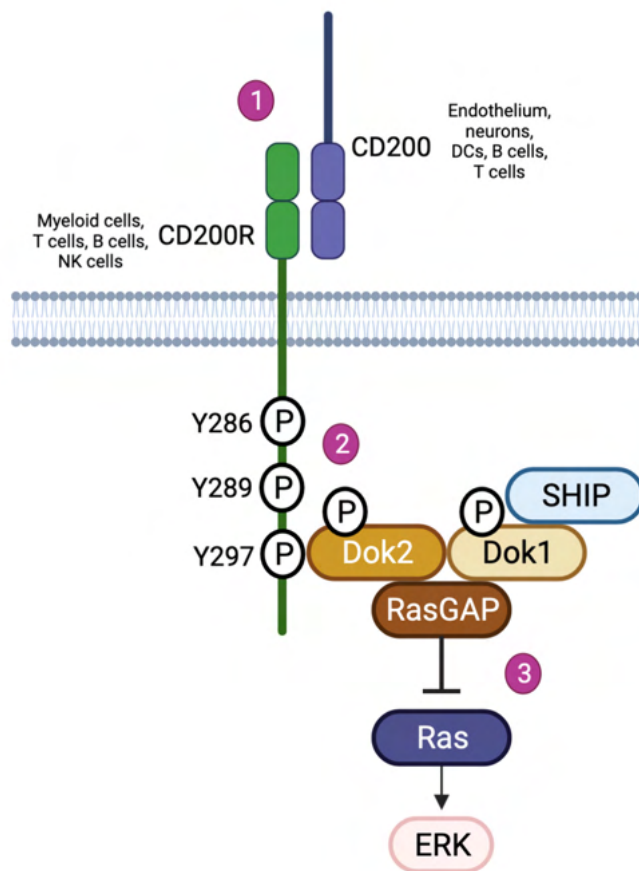 1
CD200
Endothelium,
neurons,
DCs, B cells,
T cells
Myeloid cells,
T cells, B cells,
NK cells
CD200R
Y286
P
2
Y289
P
P
P
SHIP
Y297
P
Dok2
Dok1
RasGAP
3
Ras
ERK